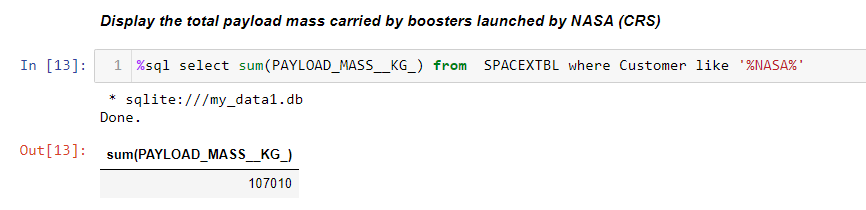 Display the total payload mass carried by boosters launched by NASA (CRS)
In [13]: 1 %sql select sum(PAYLOAD_MASS__KG_) from  SPACEXTBL where Customer like '%NASA%'
* sqlite:///my_data1.db
Done.
Out[13]: sum(PAYLOAD_MASS__KG_)
107010